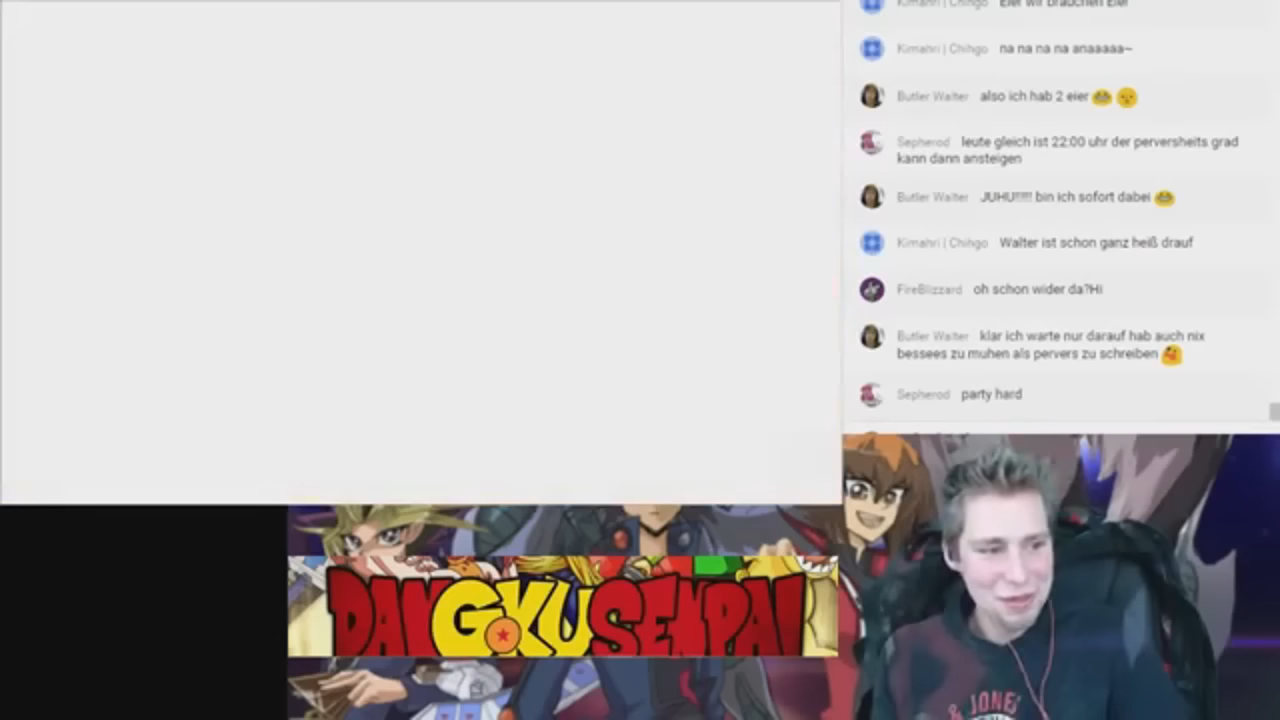 Kimahri | Chihgo Eier wir brauchen Eier
Kimahri | Chihgo na na na na anaaaaa~
Butler Walter also ich hab 2 eier
Sepherod leute gleich ist 22:00 uhr der perversheits grad
kann dann ansteigen
Butler Walter JUHU!!!!! bin ich sofort dabei
Kimahri | Chihgo Walter ist schon ganz heiß drauf
FireBlizzard oh schon wider da?Hi
Butler Walter klar ich warte nur darauf hab auch nix
bessees zu muhen als pervers zu schreiben
Sepherod party hard
DANGOKUSENPAI
& JONES